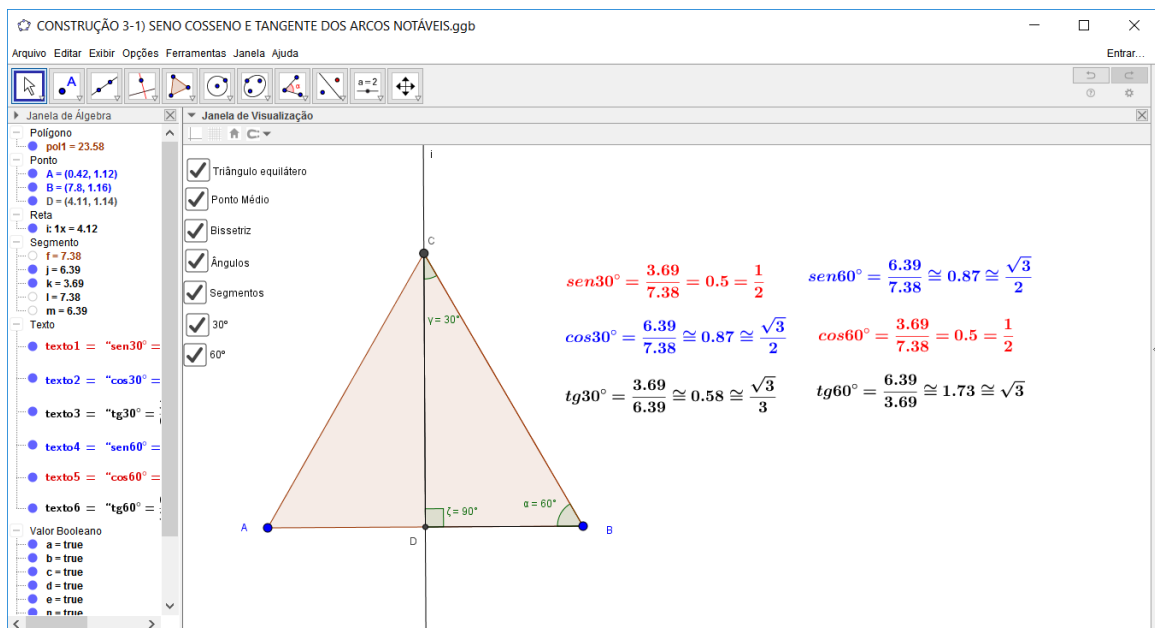 CONSTRUÇÃO 3-1) SENO COSSENO E TANGENTE DOS ARCOS NOTÁVEIS.ggb
Arquivo Editar Exibir Opções Ferramentas Janela Ajuda
Entrar...
A
a = 2
Janela de Álgebra
Polígono
pol1 = 23.58
Ponto
A = (0.42, 1.12)
B = (7.8, 1.16)
D = (4.11, 1.14)
Reta
i: 1x = 4.12
Segmento
f = 7.38
j = 6.39
k = 3.69
l = 7.38
m = 6.39
Texto
texto1 = “sen30° =
texto2 = “cos30° =
texto3 = “tg30° =
texto4 = “sen60° =
texto5 = “cos60° =
texto6 = “tg60° =
Valor Booleano
a = true
b = true
c = true
d = true
e = true
n = true
Janela de Visualização
Triângulo equilátero
Ponto Médio
Bissetriz
Ângulos
Segmentos
30º
60º
i
C
γ = 30°
α = 60°
ζ = 90°
A
B
D
sen30° = 3.69/7.38 = 0.5 = 1/2
sen60° = 6.39/7.38 ≅ 0.87 ≅ √3/2
cos30° = 6.39/7.38 ≅ 0.87 ≅ √3/2
cos60° = 3.69/7.38 = 0.5 = 1/2
tg30° = 3.69/6.39 ≅ 0.58 ≅ √3/3
tg60° = 6.39/3.69 ≅ 1.73 ≅ √3